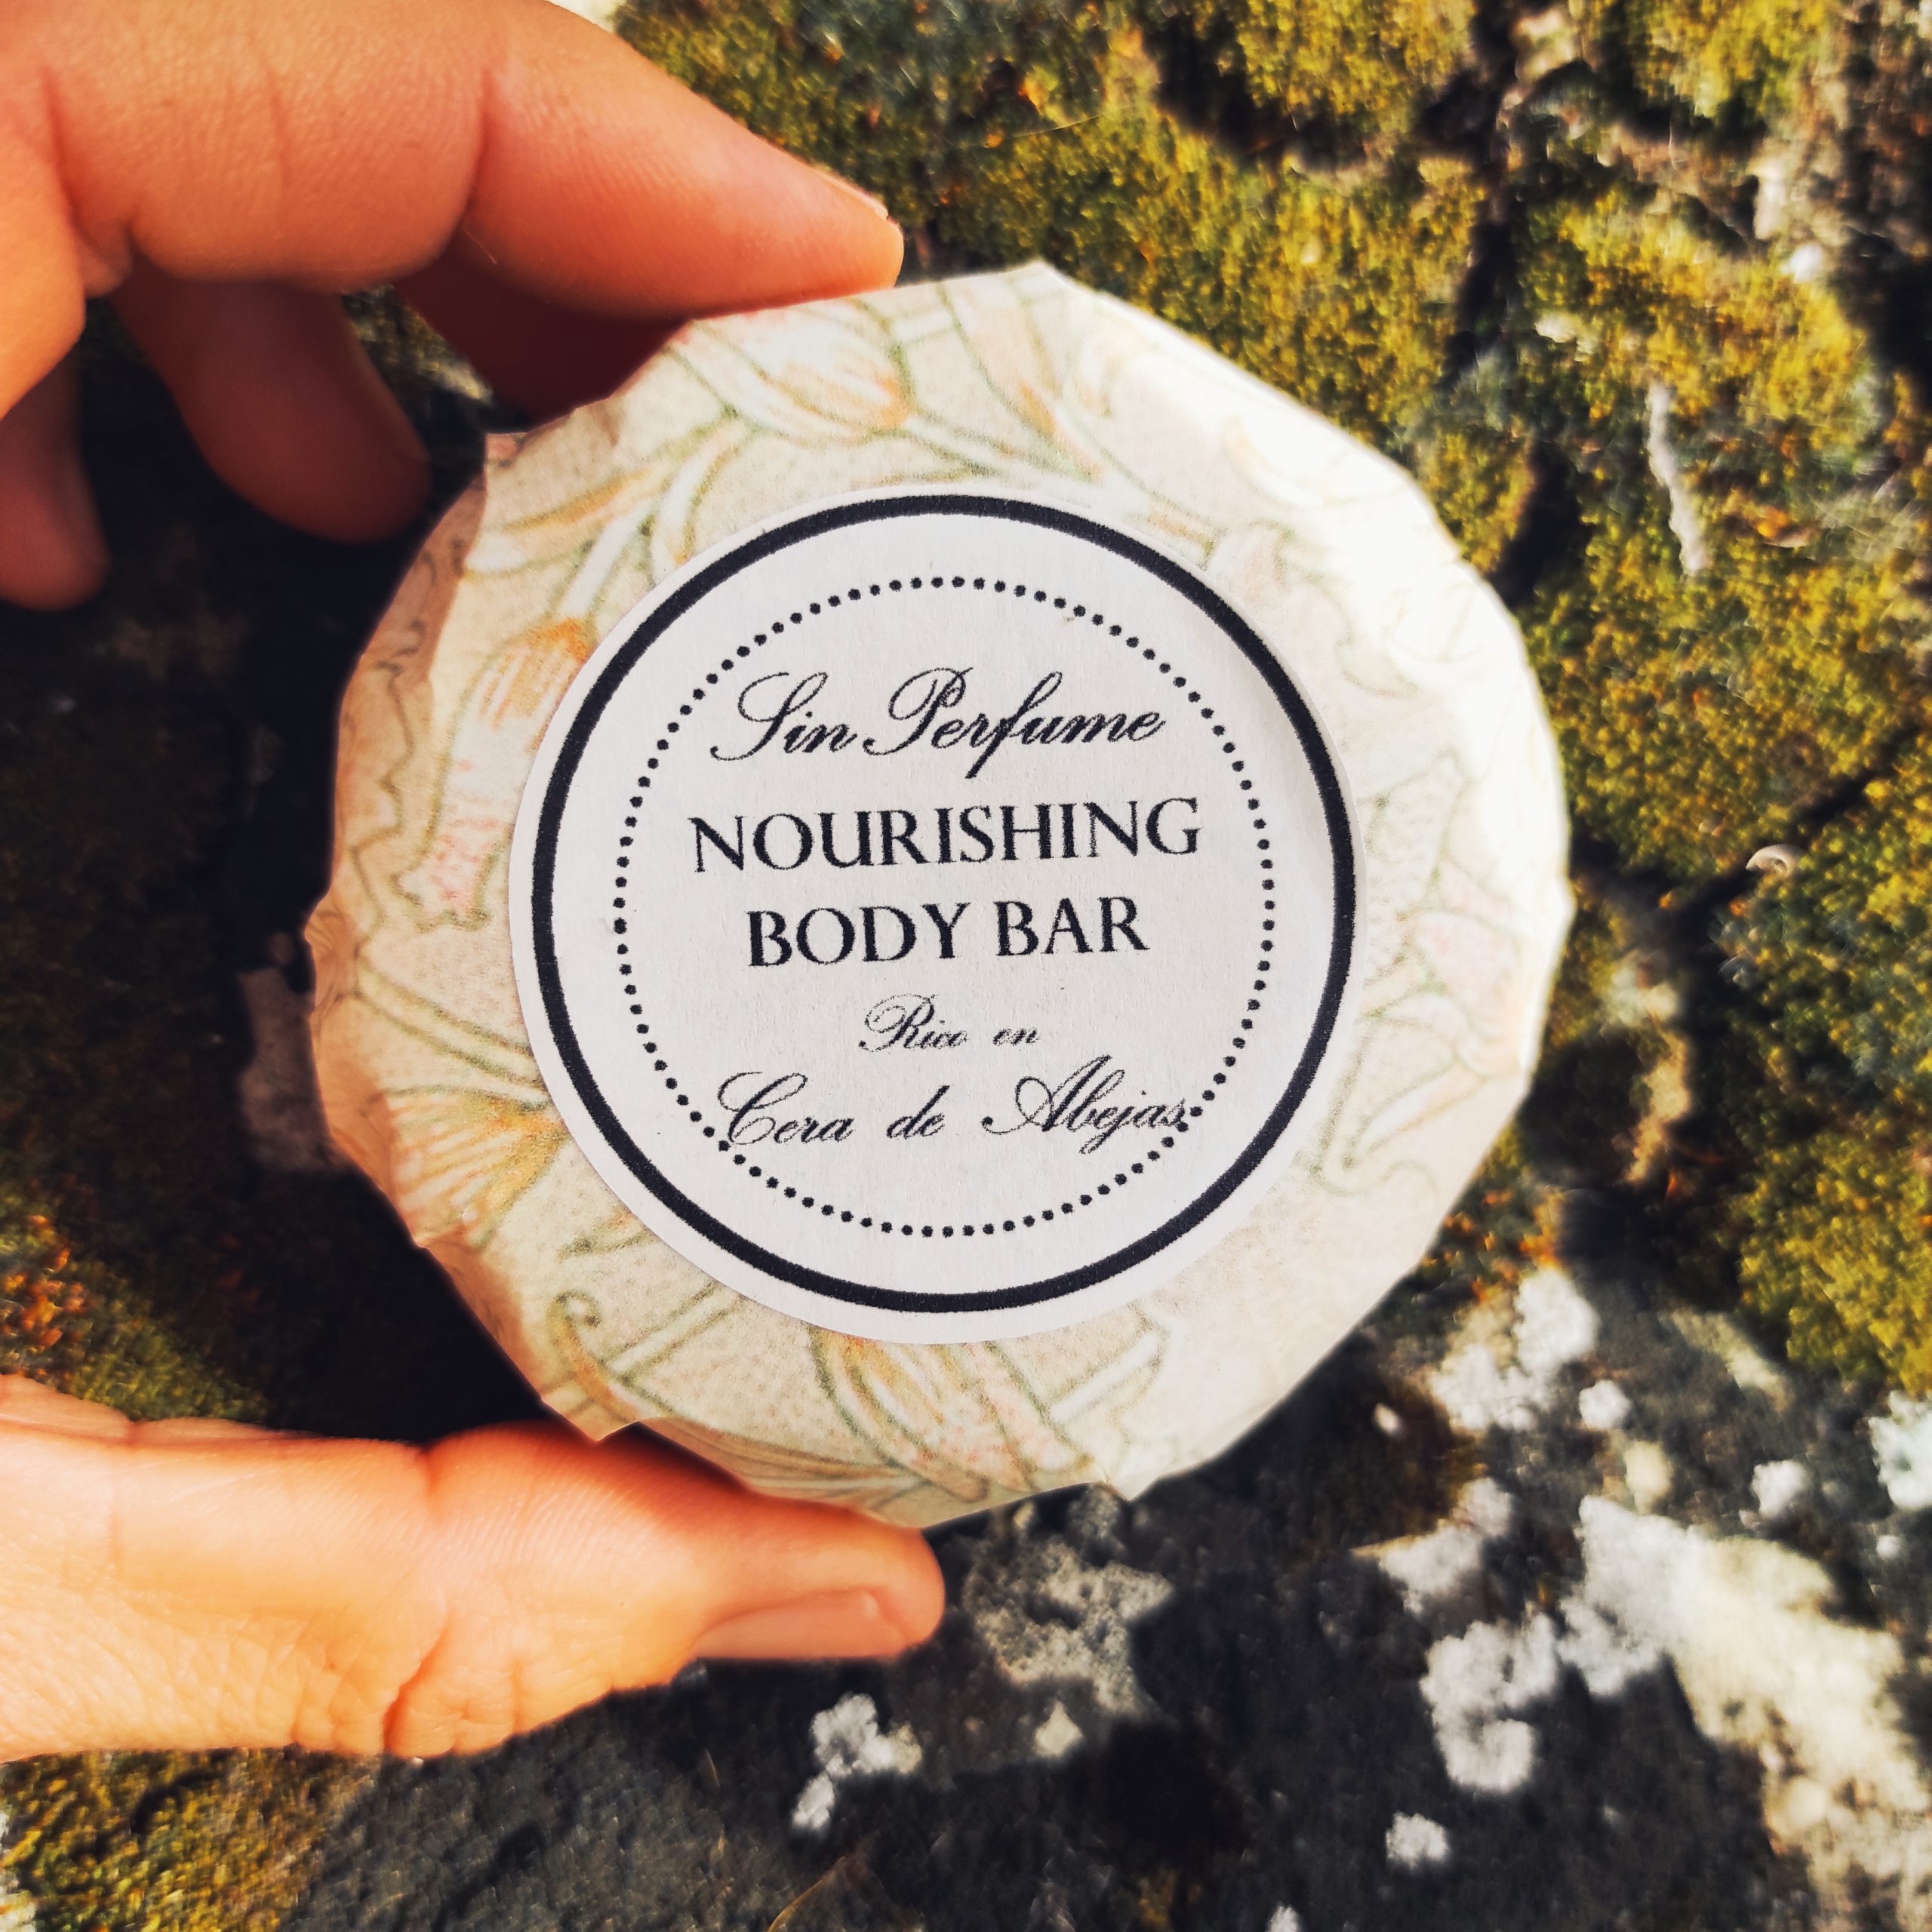 Sin Perfume
NOURISHING
BODY BAR
Rico en
Cera de Abejas.